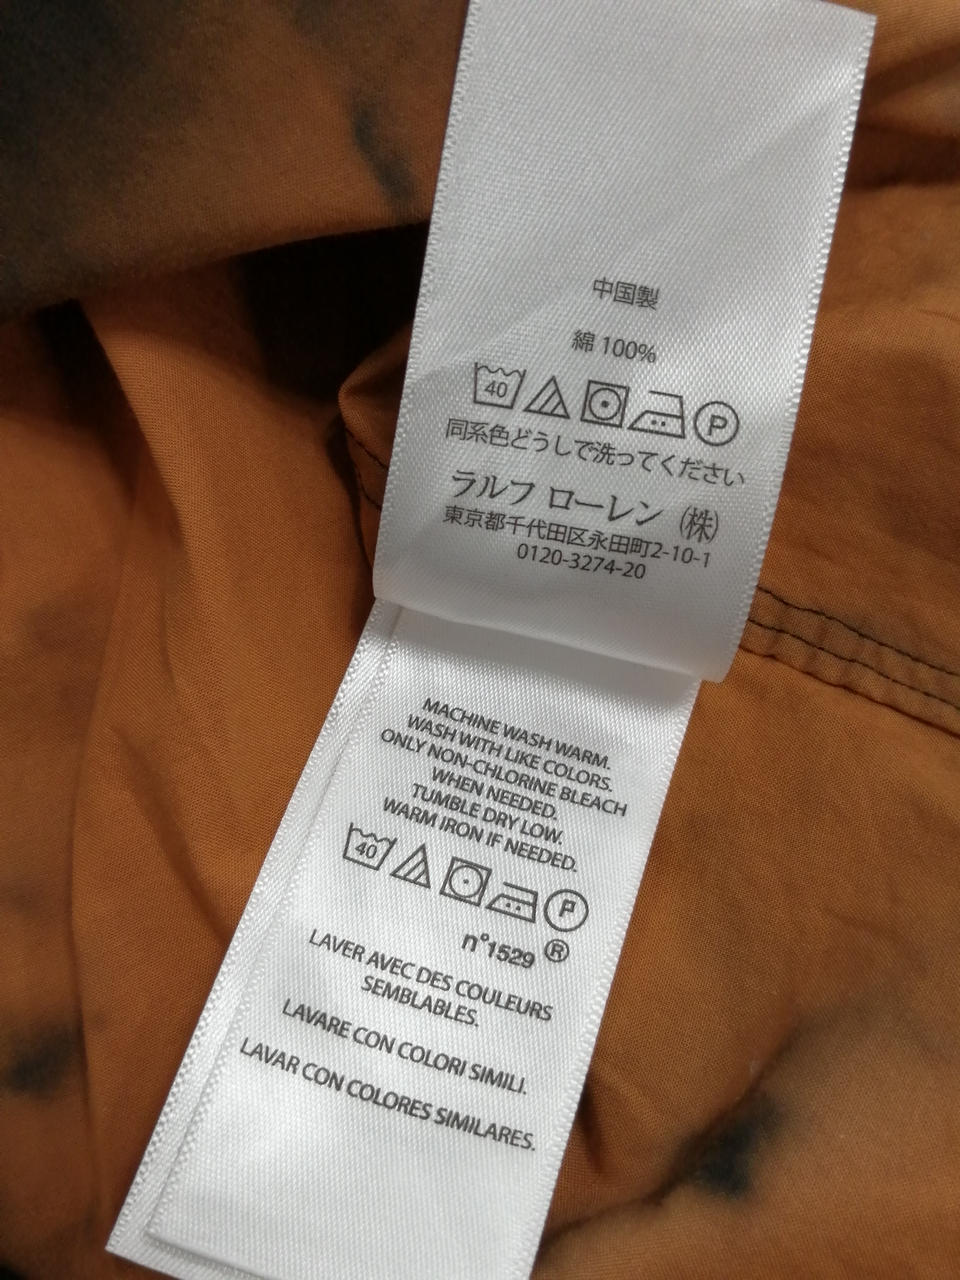 中国製
綿 100%
40
P
同系色どうしで洗ってください
ラルフ ローレン (株)
東京都千代田区永田町2-10-1
0120-3274-20
MACHINE WASH WARM.
WASH WITH LIKE COLORS.
ONLY NON-CHLORINE BLEACH
WHEN NEEDED.
TUMBLE DRY LOW.
WARM IRON IF NEEDED.
40
P
n°1529 ®
LAVER AVEC DES COULEURS
SEMBLABLES.
LAVARE CON COLORI SIMILI.
LAVAR CON COLORES SIMILARES.